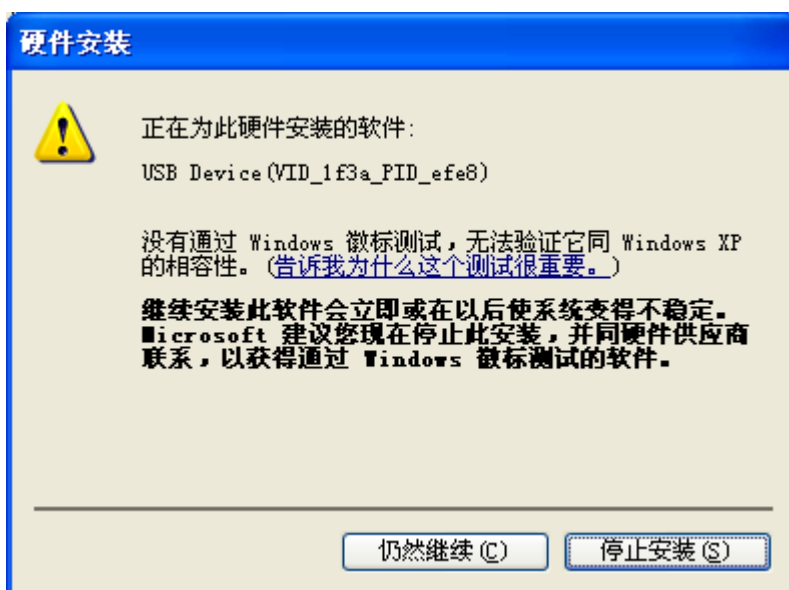 硬件安装
正在为此硬件安装的软件:
USB Device(VID_1f3a_PID_efe8)
没有通过 Windows 徽标测试，无法验证它同 Windows XP
的相容性。(告诉我为什么这个测试很重要。)
继续安装此软件会立即或在以后使系统变得不稳定。
Microsoft 建议您现在停止此安装，并同硬件供应商
联系，以获得通过 Windows 徽标测试的软件。
仍然继续(C) 停止安装(S)